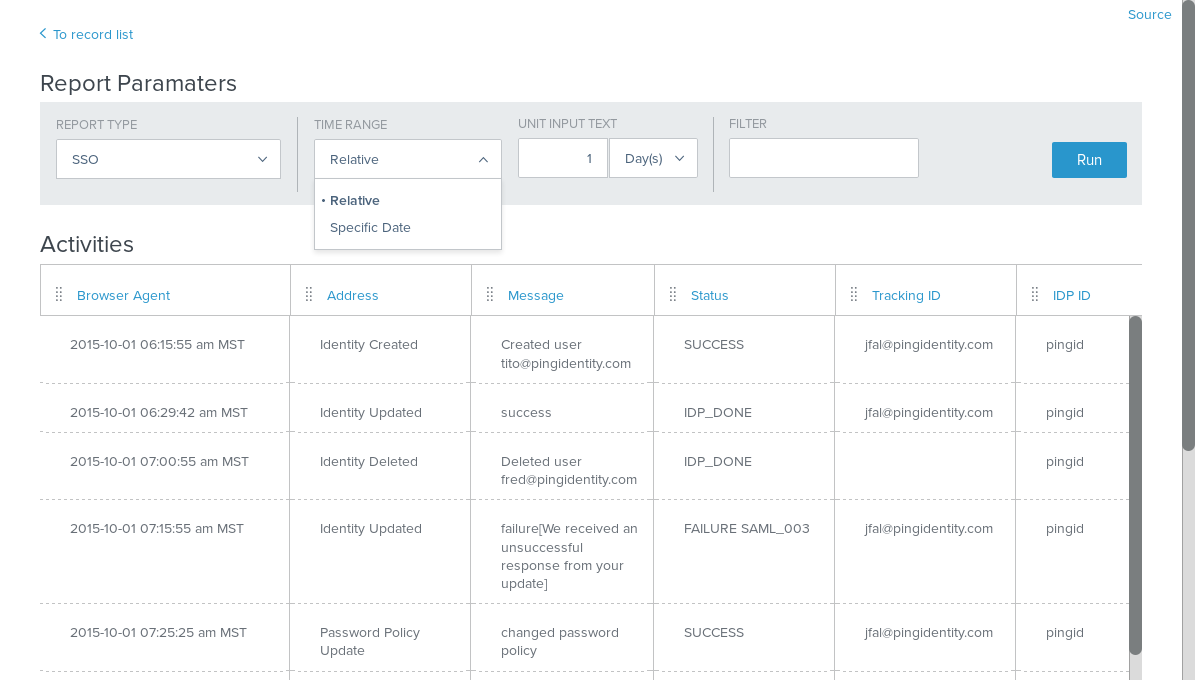 Source
To record list
Report Paramaters
REPORT TYPE
TIME RANGE
UNIT INPUT TEXT
FILTER
SSO
Relative
1
Day(s)
Run
• Relative
Specific Date
Activities
Browser Agent
Address
Message
Status
Tracking ID
IDP ID
2015-10-01 06:15:55 am MST
Identity Created
Created user
tito@pingidentity.com
SUCCESS
jfal@pingidentity.com
pingid
2015-10-01 06:29:42 am MST
Identity Updated
success
IDP_DONE
jfal@pingidentity.com
pingid
2015-10-01 07:00:55 am MST
Identity Deleted
Deleted user
fred@pingidentity.com
IDP_DONE
pingid
2015-10-01 07:15:55 am MST
Identity Updated
failure[We received an
unsuccessful
response from your
update]
FAILURE SAML_003
jfal@pingidentity.com
pingid
2015-10-01 07:25:25 am MST
Password Policy
Update
changed password
policy
SUCCESS
jfal@pingidentity.com
pingid